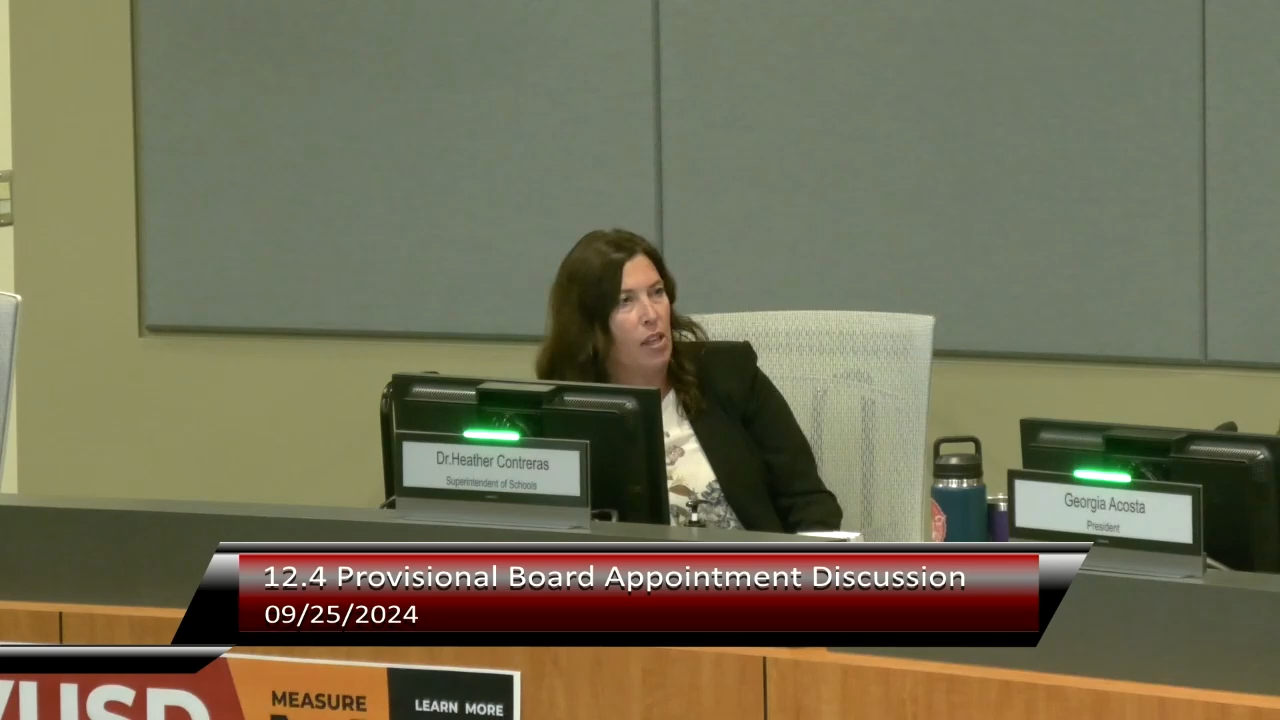 Dr.Heather Contreras
Superintendent of Schools
Georgia Acosta
President
12.4 Provisional Board Appointment Discussion
09/25/2024
VUSD
MEASURE
LEARN MORE